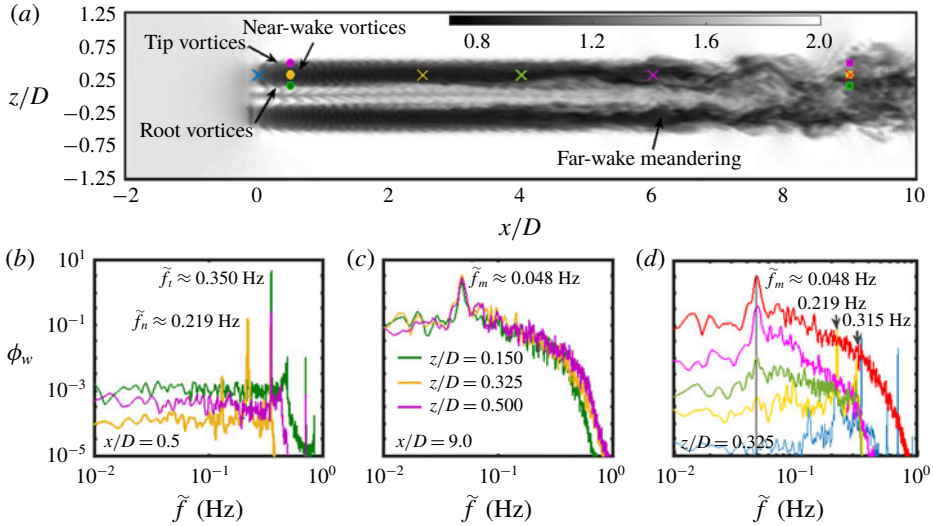 (a)
1.25
0.75
0.25
−0.25
−0.75
−1.25
z/D
Tip vortices
Near-wake vortices
Root vortices
Far-wake meandering
0.8 1.2 1.6 2.0
−2 0 2 4 6 8 10
x/D
(b) (c) (d)
10^1
10^−1
10^−3
10^−5
ϕ_w
f̃_t ≈ 0.350 Hz
f̃_n ≈ 0.219 Hz
x/D = 0.5
10^−2 10^−1 10^0
f̃ (Hz)
f̃_m ≈ 0.048 Hz
z/D = 0.150
z/D = 0.325
z/D = 0.500
x/D = 9.0
10^−2 10^−1 10^0
f̃ (Hz)
f̃_m ≈ 0.048 Hz
0.219 Hz
0.315 Hz
z/D = 0.325
10^−2 10^−1 10^0
f̃ (Hz)